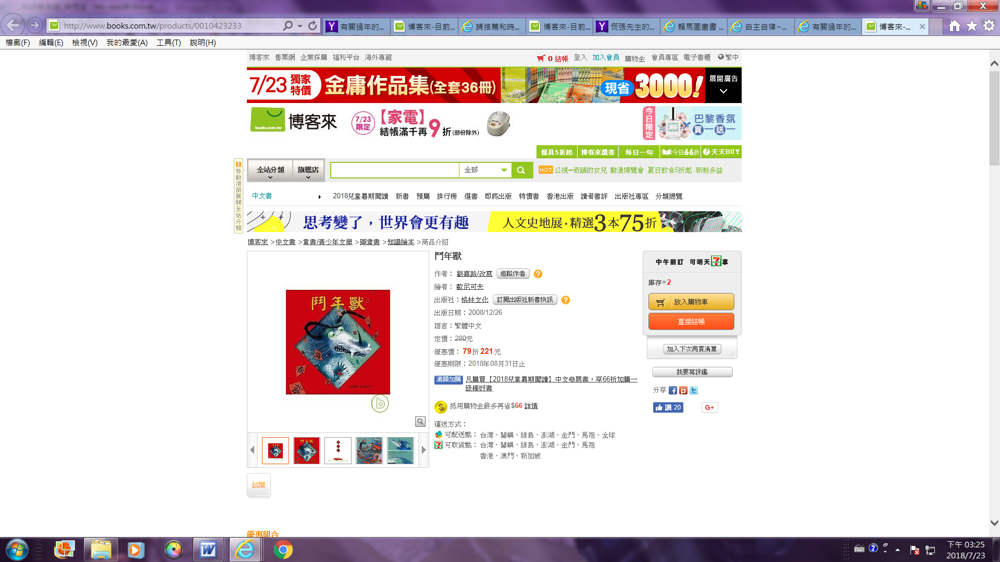 http://www.books.com.tw/products/0010423233
有關過年的...
博客來-目前...
請推薦和時...
博客來-目前...
慌張先生的...
賴馬圖畫書 ...
自主自律~...
有關過年的...
博客來-...
檔案(F) 編輯(E) 檢視(V) 我的最愛(A) 工具(T) 說明(H)
博客來 售票網 企業採購 福利平台 海外專館
0 結帳 登入 加入會員 購物金 會員專區 電子書櫃 繁中
7/23 獨家特價 金庸作品集(全套36冊) 現省3000!
展開廣告
books.com.tw 博客來
7/23 限定 【家電】 結帳滿千再9折(部份除外)
今日限定 巴黎香氛 買一送一
餐具5折起 博客來選書 每日一句 今日66折 天天BUY
移動滑鼠展開全站分類
全站分類 旗艦店 全部
HOT 公視─奇蹟的女兒 動漫博覽會 夏日飲食5折起 新制多益
中文書
2018兒童暑期閱讀 新書 預購 排行榜 選書 即將出版 特價書 香港出版 讀者書評 出版社專區 分類總覽
思考變了，世界會更有趣 人文史地展·精選3本75折
博客來 >中文書 >童書/青少年文學 >圖畫書 >知識繪本 >商品介紹
鬥年獸
鬥年獸
作者： 劉嘉路/改寫 追蹤作者 ?
繪者： 歐尼可夫
出版社：格林文化 訂閱出版社新書快訊 ?
出版日期：2008/12/26
語言：繁體中文
定價：280元
優惠價： 79折 221元
優惠期限：2018年08月31日止
滿額加購 凡購買【2018兒童暑期閱讀】中文參展書，享66折加購一
級棒好書
抵用購物金最多再省$66 詳情
運送方式：
可配送點： 台灣、蘭嶼、綠島、澎湖、金門、馬祖、全球
可取貨點： 台灣、蘭嶼、綠島、澎湖、金門、馬祖
香港、澳門、新加坡
中午前訂 可明天7拿
庫存=2
放入購物車
直接結帳
加入下次再買清單
我要寫評鑑
分享
讚 20
G+
試閱
優惠組合
下午 03:25
2018/7/23